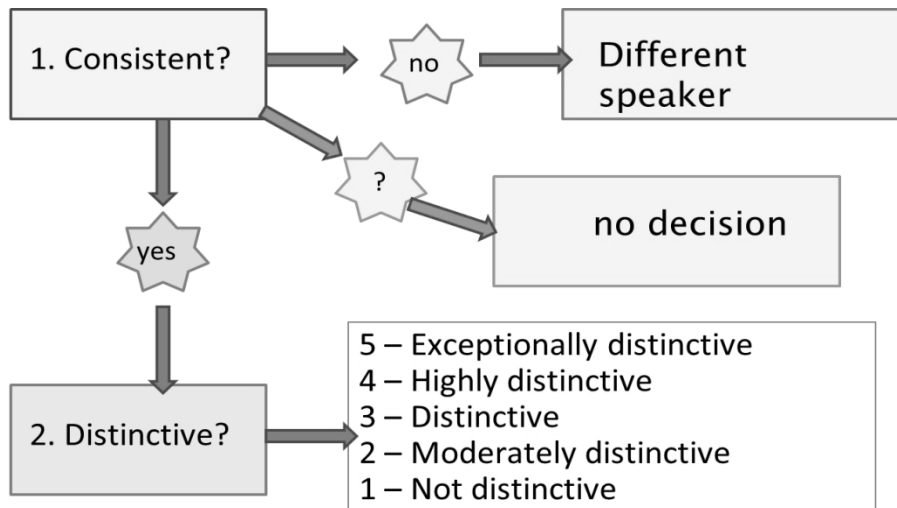 1. Consistent?
no
Different
speaker
?
no decision
yes
5 – Exceptionally distinctive
4 – Highly distinctive
3 – Distinctive
2 – Moderately distinctive
1 – Not distinctive
2. Distinctive?